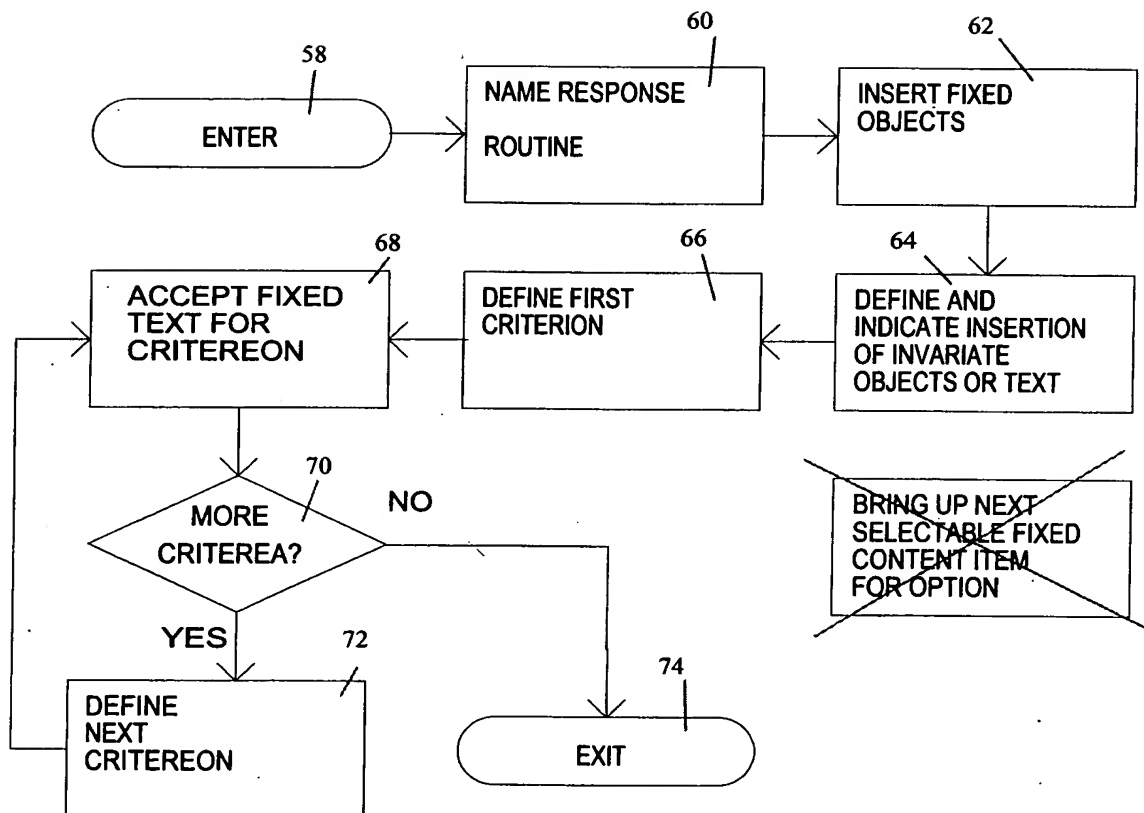 58
ENTER
60
NAME RESPONSE
ROUTINE
62
INSERT FIXED
OBJECTS
64
DEFINE AND
INDICATE INSERTION
OF INVARIATE
OBJECTS OR TEXT
66
DEFINE FIRST
CRITERION
68
ACCEPT FIXED
TEXT FOR
CRITEREON
70
MORE
CRITEREA?
NO
YES
72
DEFINE
NEXT
CRITEREON
74
EXIT
BRING UP NEXT
SELECTABLE FIXED
CONTENT ITEM
FOR OPTION